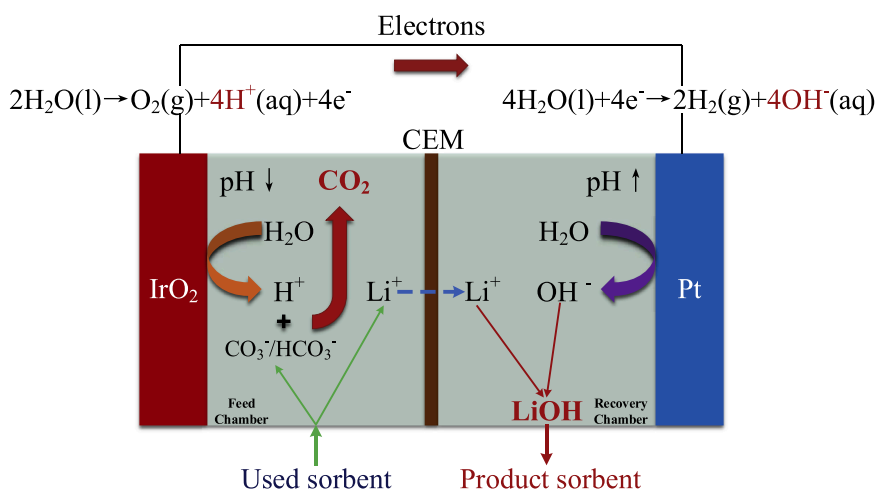 Electrons
2H₂O(l)→O₂(g)+4H⁺(aq)+4e⁻
4H₂O(l)+4e⁻→2H₂(g)+4OH⁻(aq)
CEM
pH ↓
CO₂
pH ↑
H₂O
H₂O
IrO₂
H⁺
Li⁺
Li⁺
OH⁻
Pt
+
CO₃⁻/HCO₃⁻
Feed
Chamber
LiOH
Recovery
Chamber
Used sorbent
Product sorbent